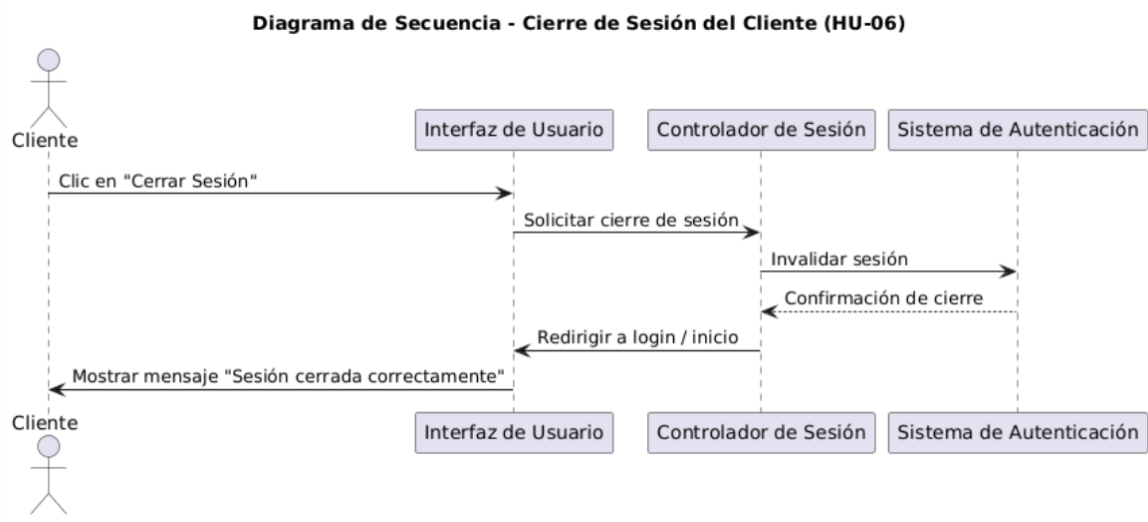 Diagrama de Secuencia - Cierre de Sesión del Cliente (HU-06)
Cliente
Interfaz de Usuario
Controlador de Sesión
Sistema de Autenticación
Clic en "Cerrar Sesión"
Solicitar cierre de sesión
Invalidar sesión
Confirmación de cierre
Redirigir a login / inicio
Mostrar mensaje "Sesión cerrada correctamente"
Cliente
Interfaz de Usuario
Controlador de Sesión
Sistema de Autenticación